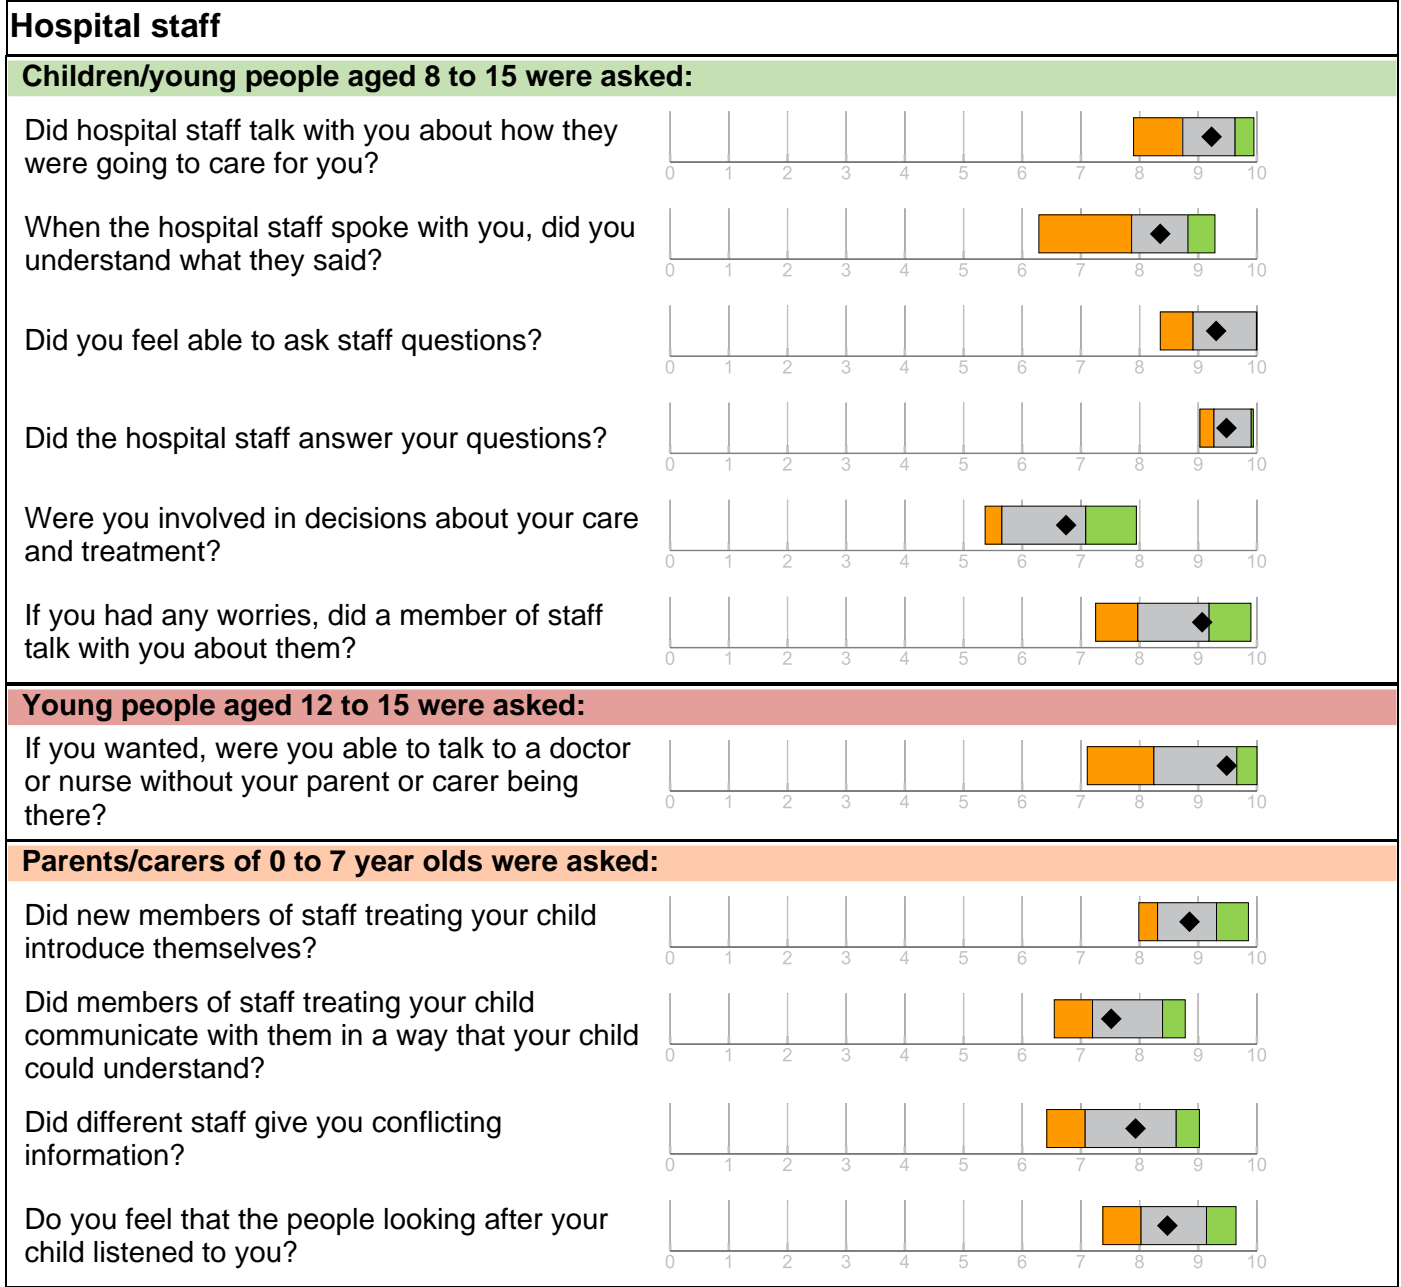 Hospital staff
Children/young people aged 8 to 15 were asked:
Did hospital staff talk with you about how they
were going to care for you?
0 1 2 3 4 5 6 7 8 9 10
When the hospital staff spoke with you, did you
understand what they said?
0 1 2 3 4 5 6 7 8 9 10
Did you feel able to ask staff questions?
0 1 2 3 4 5 6 7 8 9 10
Did the hospital staff answer your questions?
0 1 2 3 4 5 6 7 8 9 10
Were you involved in decisions about your care
and treatment?
0 1 2 3 4 5 6 7 8 9 10
If you had any worries, did a member of staff
talk with you about them?
0 1 2 3 4 5 6 7 8 9 10
Young people aged 12 to 15 were asked:
If you wanted, were you able to talk to a doctor
or nurse without your parent or carer being
there?
0 1 2 3 4 5 6 7 8 9 10
Parents/carers of 0 to 7 year olds were asked:
Did new members of staff treating your child
introduce themselves?
0 1 2 3 4 5 6 7 8 9 10
Did members of staff treating your child
communicate with them in a way that your child
could understand?
0 1 2 3 4 5 6 7 8 9 10
Did different staff give you conflicting
information?
0 1 2 3 4 5 6 7 8 9 10
Do you feel that the people looking after your
child listened to you?
0 1 2 3 4 5 6 7 8 9 10